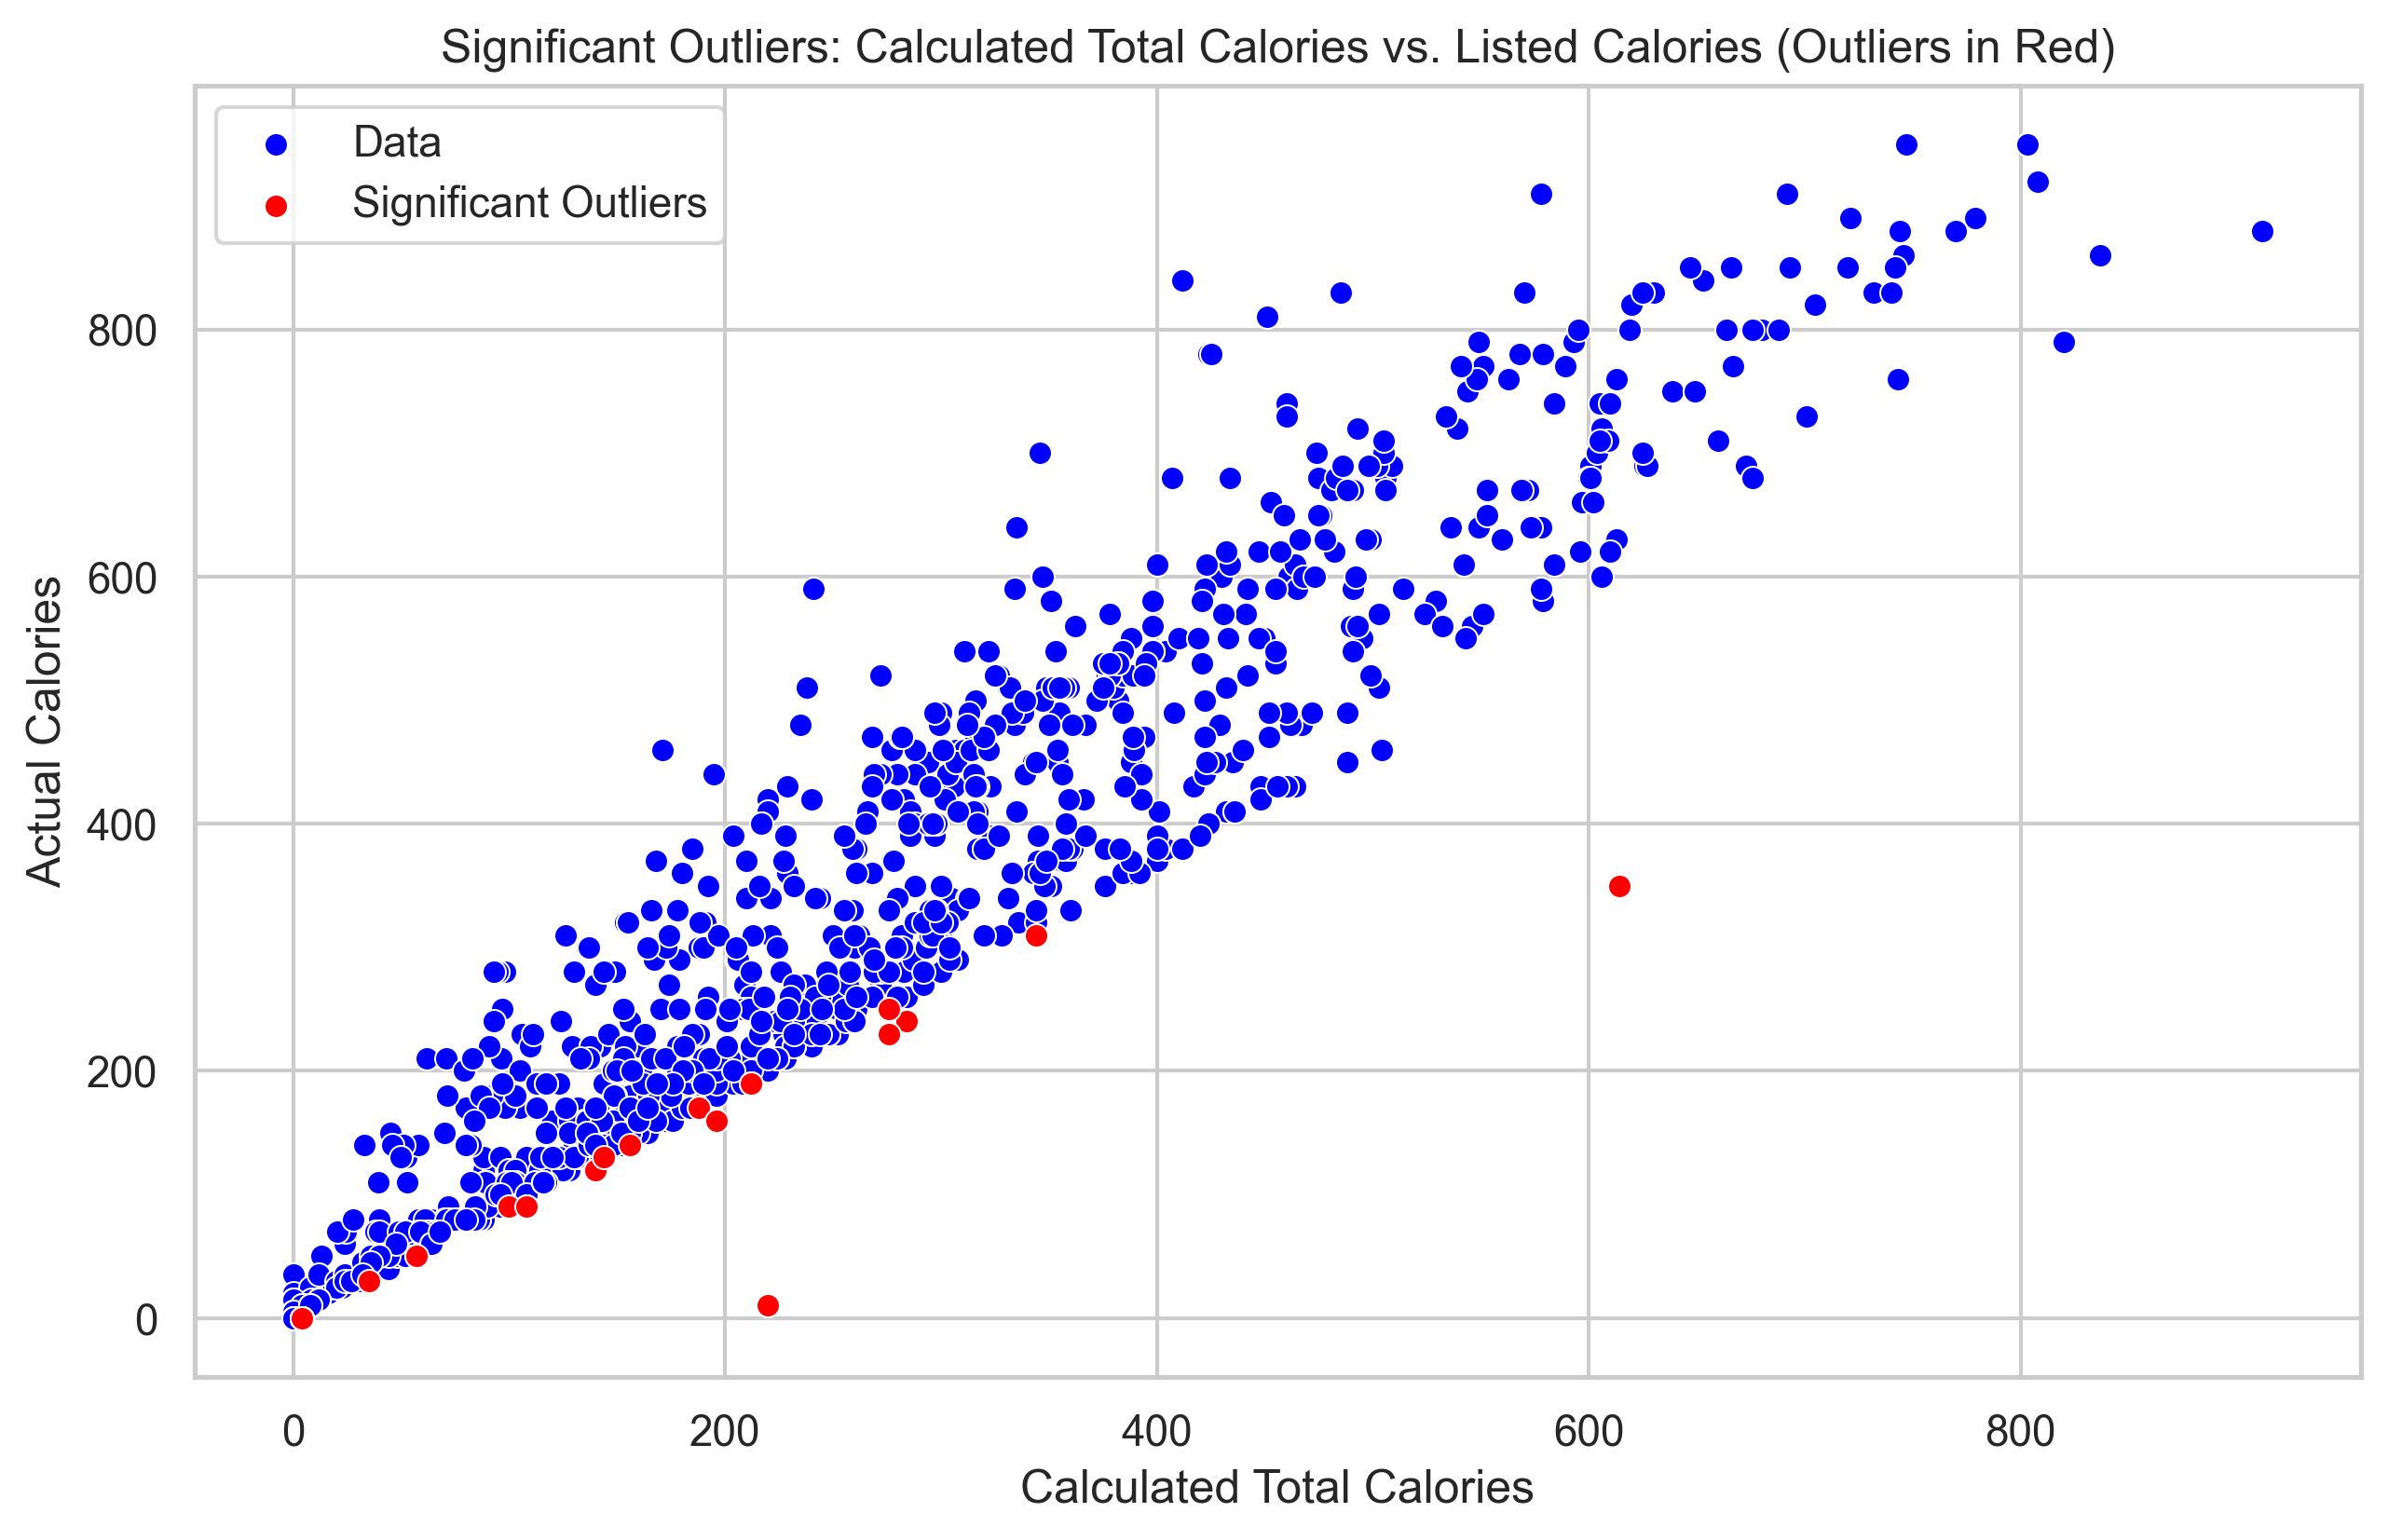 Significant Outliers: Calculated Total Calories vs. Listed Calories (Outliers in Red)
Data
Significant Outliers
Actual Calories
800
600
400
200
0
0 200 400 600 800
Calculated Total Calories